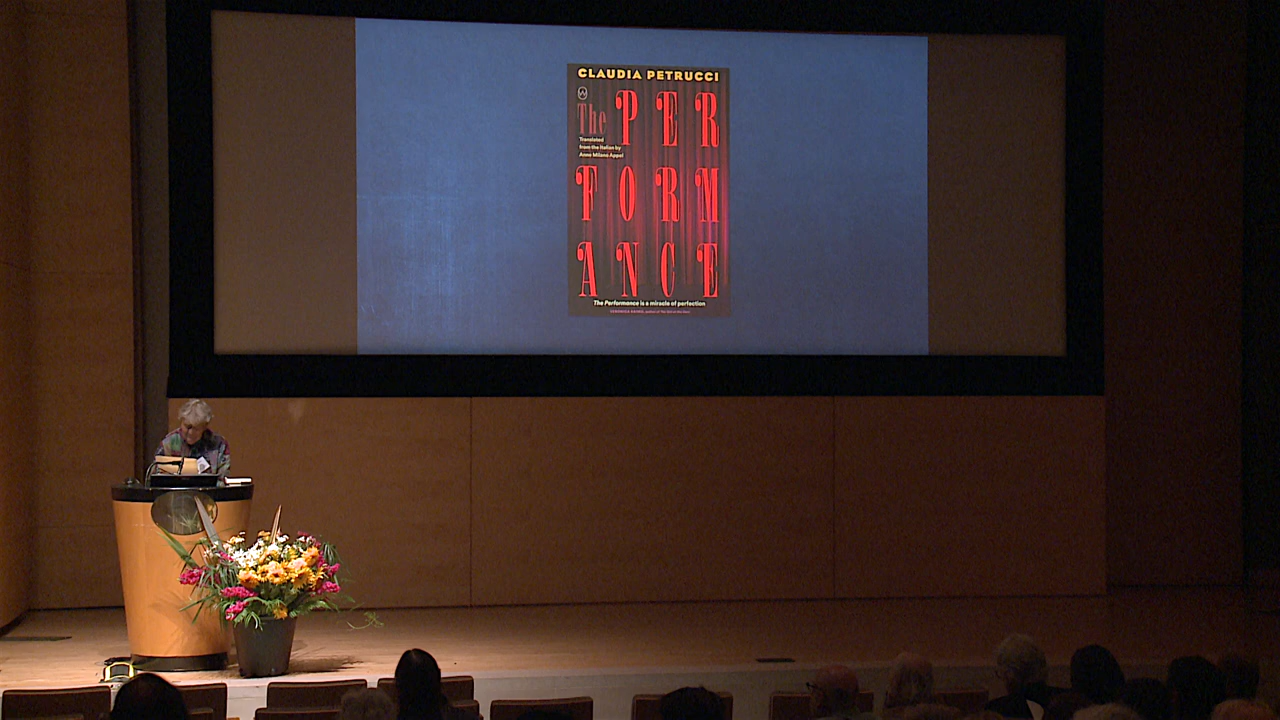 CLAUDIA PETRUCCI
The PER
Translated
from the Italian by
Anne Milano Appel
FORM
ANCE
The Performance is a miracle of perfection